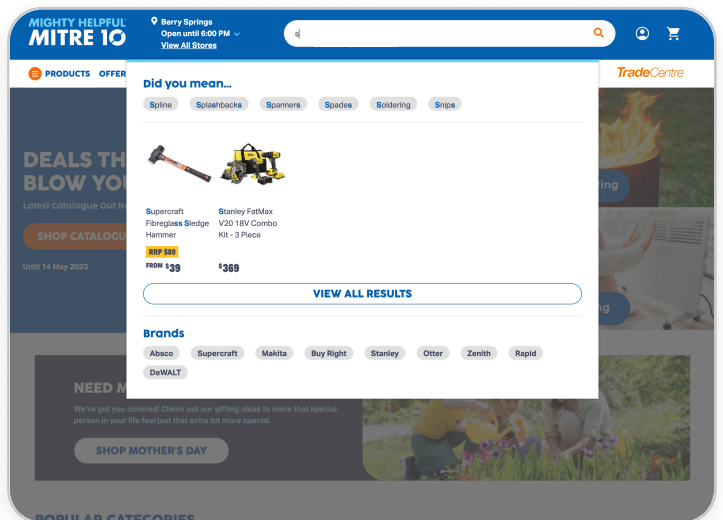 MIGHTY HELPFUL
MITRE 10
Berry Springs
Open until 6:00 PM
View All Stores
s
PRODUCTS OFFER
TradeCentre
Did you mean...
Spline Splashbacks Spanners Spades Soldering Snips
DEALS TH
BLOW YOU
Latest Catalogue Out N
SHOP CATALOGU
Until 14 May 2023
ing
Supercraft
Fibreglass Sledge
Hammer
RRP $89
FROM $39
Stanley FatMax
V20 18V Combo
Kit - 3 Piece
$369
ng
VIEW ALL RESULTS
Brands
Absco Supercraft Makita Buy Right Stanley Otter Zenith Rapid
DeWALT
NEED M
We've got you covered! Check out our gifting ideas to make that special
person in your life feel just that extra bit more special.
SHOP MOTHER'S DAY
POPULAR CATEGORIES